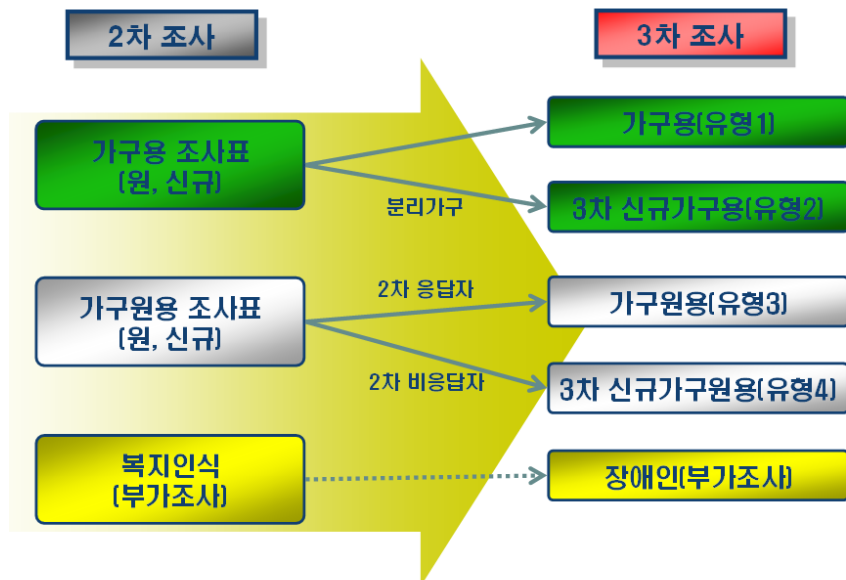 2차 조사
3차 조사
가구용 조사표
(원, 신규)
가구용(유형1)
분리가구
3차 신규가구용(유형2)
가구원용 조사표
(원, 신규)
2차 응답자
가구원용(유형3)
2차 비응답자
3차 신규가구원용(유형4)
복지인식
(부가조사)
장애인(부가조사)